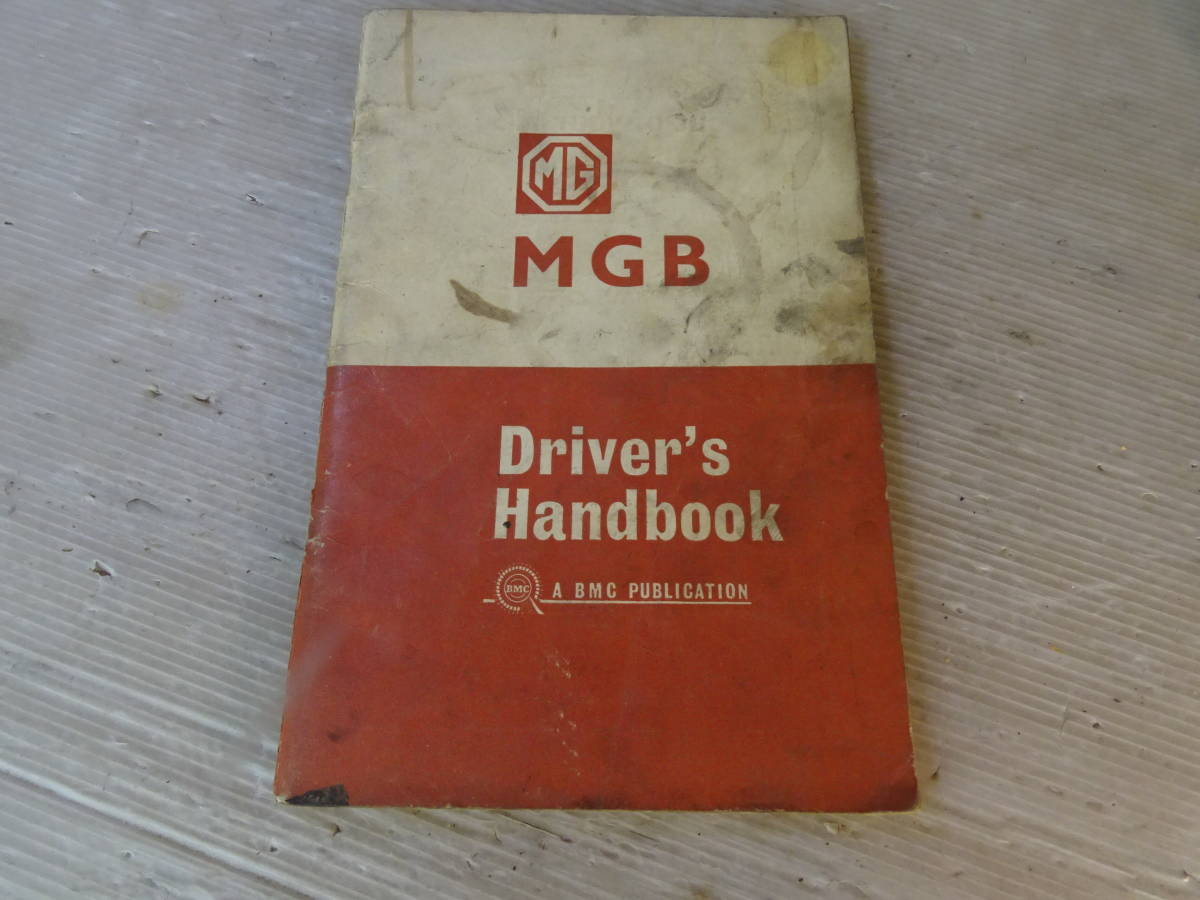 MG
MGB
Driver's
Handbook
BMC
A BMC PUBLICATION